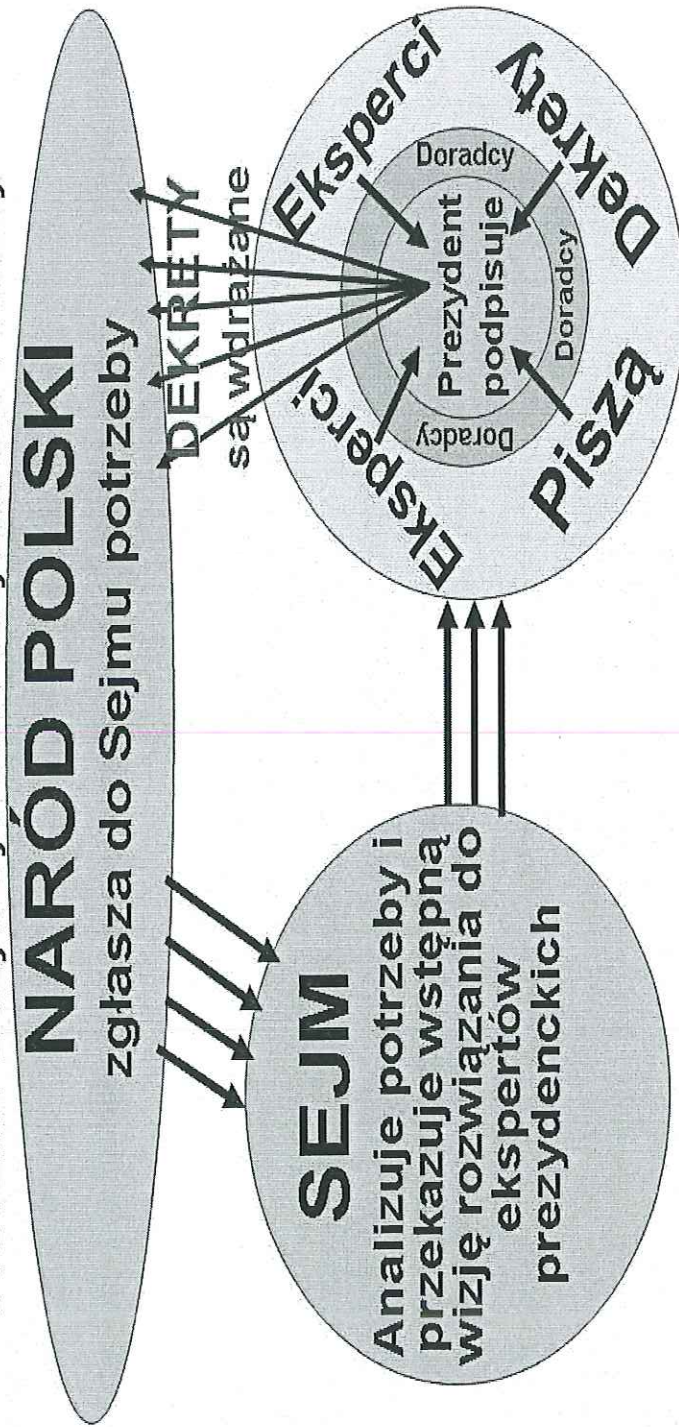 NARÓD POLSKI
zgłasza do Sejmu potrzeby
DEKRETY
są wdrażane
SEJM
Analizuje potrzeby i
przekazuje wstępną
wizję rozwiązania do
ekspertów
prezydenckich
Eksperci
Eksperci
Piszą
Dekrety
Doradcy
Doradcy
Doradcy
Prezydent
podpisuje